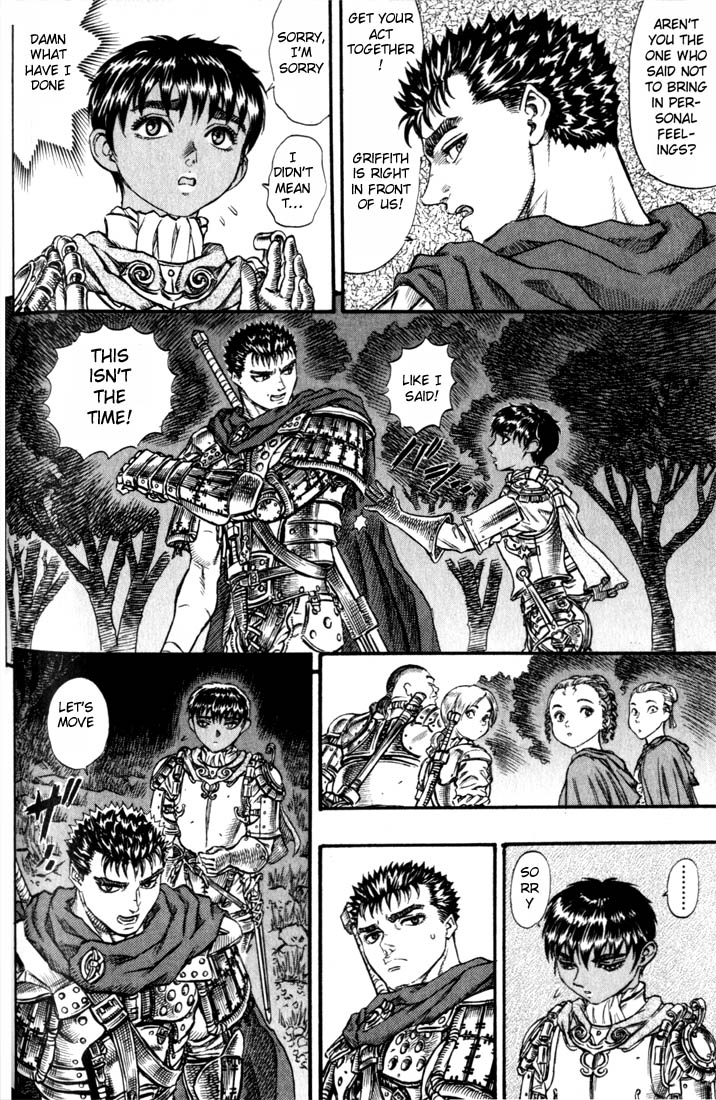 AREN'T
YOU THE
ONE WHO
SAID NOT
TO BRING
IN PER-
SONAL
FEEL-
INGS?
GET YOUR
ACT
TOGETHER
!
GRIFFITH
IS RIGHT
IN FRONT
OF US!
SORRY,
I'M
SORRY
I
DIDN'T
MEAN
T...
DAMN
WHAT
HAVE I
DONE
LIKE I
SAID!
THIS
ISN'T
THE
TIME!
........
SO
RRY
LET'S
MOVE